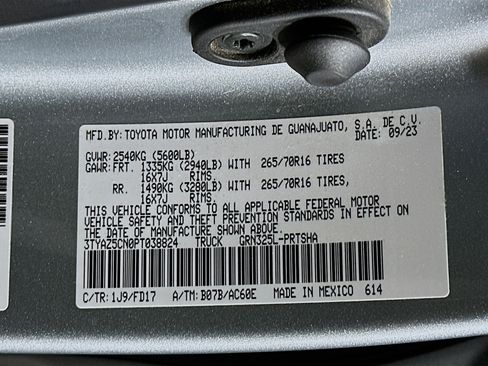 MFD.BY:TOYOTA MOTOR MANUFACTURING DE GUANAJUATO, S.A. DE C.V.
09/23
GVWR:2540KG (5600LB)
GAWR:FRT. 1335KG (2940LB) WITH 265/70R16 TIRES
16X7J RIMS,
RR. 1490KG (3280LB) WITH 265/70R16 TIRES,
16X7J RIMS.
THIS VEHICLE CONFORMS TO ALL APPLICABLE FEDERAL MOTOR
VEHICLE SAFETY AND THEFT PREVENTION STANDARDS IN EFFECT ON
THE DATE OF MANUFACTURE SHOWN ABOVE.
3TYAZ5CN0PT038824 TRUCK GRN325L-PRTSHA
C/TR:1J9/FD17 A/TM:B07B/AC60E MADE IN MEXICO 614